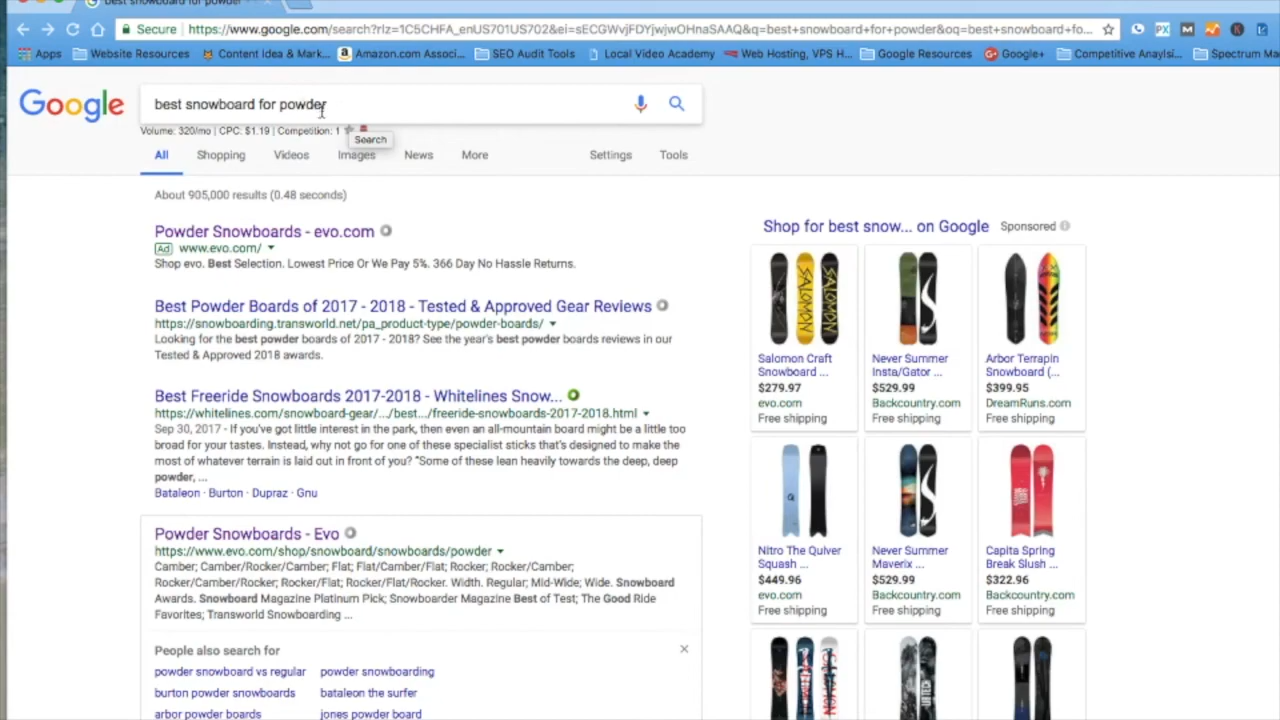 best snowboard for powder
Secure | https://www.google.com/search?rlz=1C5CHFA_enUS701US702&ei=sECGWvjFDYjwjwOHnaSAAQ&q=best+snowboard+for+powder&oq=best+snowboard+fo...
Apps Website Resources Content Idea & Mark... Amazon.com Associ... SEO Audit Tools Local Video Academy Web Hosting, VPS H... Google Resources Google+ Competitive Anaylsi... Spectrum Ma
Google
best snowboard for powder
Volume: 320/mo | CPC: $1.19 | Competition: 1
Search
All Shopping Videos Images News More Settings Tools
About 905,000 results (0.48 seconds)
Powder Snowboards - evo.com
Ad www.evo.com/
Shop evo. Best Selection. Lowest Price Or We Pay 5%. 366 Day No Hassle Returns.
Best Powder Boards of 2017 - 2018 - Tested & Approved Gear Reviews
https://snowboarding.transworld.net/pa_product-type/powder-boards/
Looking for the best powder boards of 2017 - 2018? See the year's best powder boards reviews in our
Tested & Approved 2018 awards.
Best Freeride Snowboards 2017-2018 - Whitelines Snow...
https://whitelines.com/snowboard-gear/.../best.../freeride-snowboards-2017-2018.html
Sep 30, 2017 - If you've got little interest in the park, then even an all-mountain board might be a little too
broad for your tastes. Instead, why not go for one of these specialist sticks that's designed to make the
most of whatever terrain is laid out in front of you? "Some of these lean heavily towards the deep, deep
powder, ...
Bataleon · Burton · Dupraz · Gnu
Powder Snowboards - Evo
https://www.evo.com/shop/snowboard/snowboards/powder
Camber; Camber/Rocker/Camber; Flat; Flat/Camber/Flat; Rocker; Rocker/Camber;
Rocker/Camber/Rocker; Rocker/Flat; Rocker/Flat/Rocker. Width. Regular; Mid-Wide; Wide. Snowboard
Awards. Snowboard Magazine Platinum Pick; Snowboarder Magazine Best of Test; The Good Ride
Favorites; Transworld Snowboarding ...
People also search for
powder snowboard vs regular powder snowboarding
burton powder snowboards bataleon the surfer
arbor powder boards jones powder board
Shop for best snow... on Google Sponsored
SALOMON SALOMON
Salomon Craft
Snowboard ...
$279.97
evo.com
Free shipping
Never Summer
Insta/Gator ...
$529.99
Backcountry.com
Free shipping
Arbor Terrapin
Snowboard (...
$399.95
DreamRuns.com
Free shipping
Nitro The Quiver
Squash ...
$449.96
evo.com
Free shipping
Never Summer
Maverix ...
$529.99
Backcountry.com
Free shipping
Capita Spring
Break Slush ...
$322.96
Backcountry.com
Free shipping